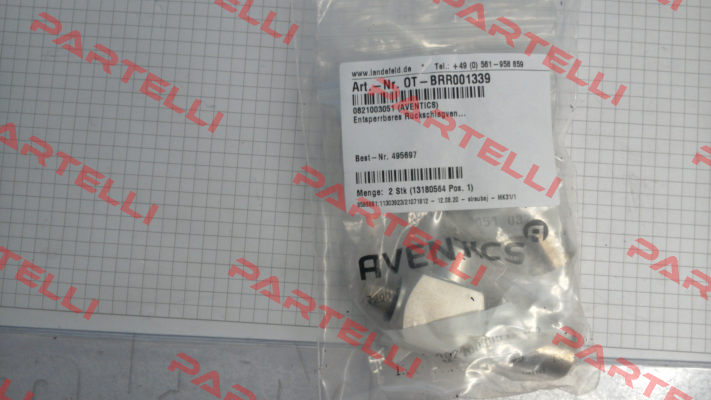 www.landefeld.de * Tel.: +49 (0) 561-958 859
Art.-Nr. OT-BRR001339
0821003051 (AVENTICS)
Entsperrbares Rückschlagven...
Best-Nr. 495697
Menge: 2 Stk (13180564 Pos. 1)
AVENTICS
PARTELLI
PARTELLI
PARTELLI
PARTELLI
PARTELLI
PARTELLI
PARTELLI
PARTELLI
PARTELLI